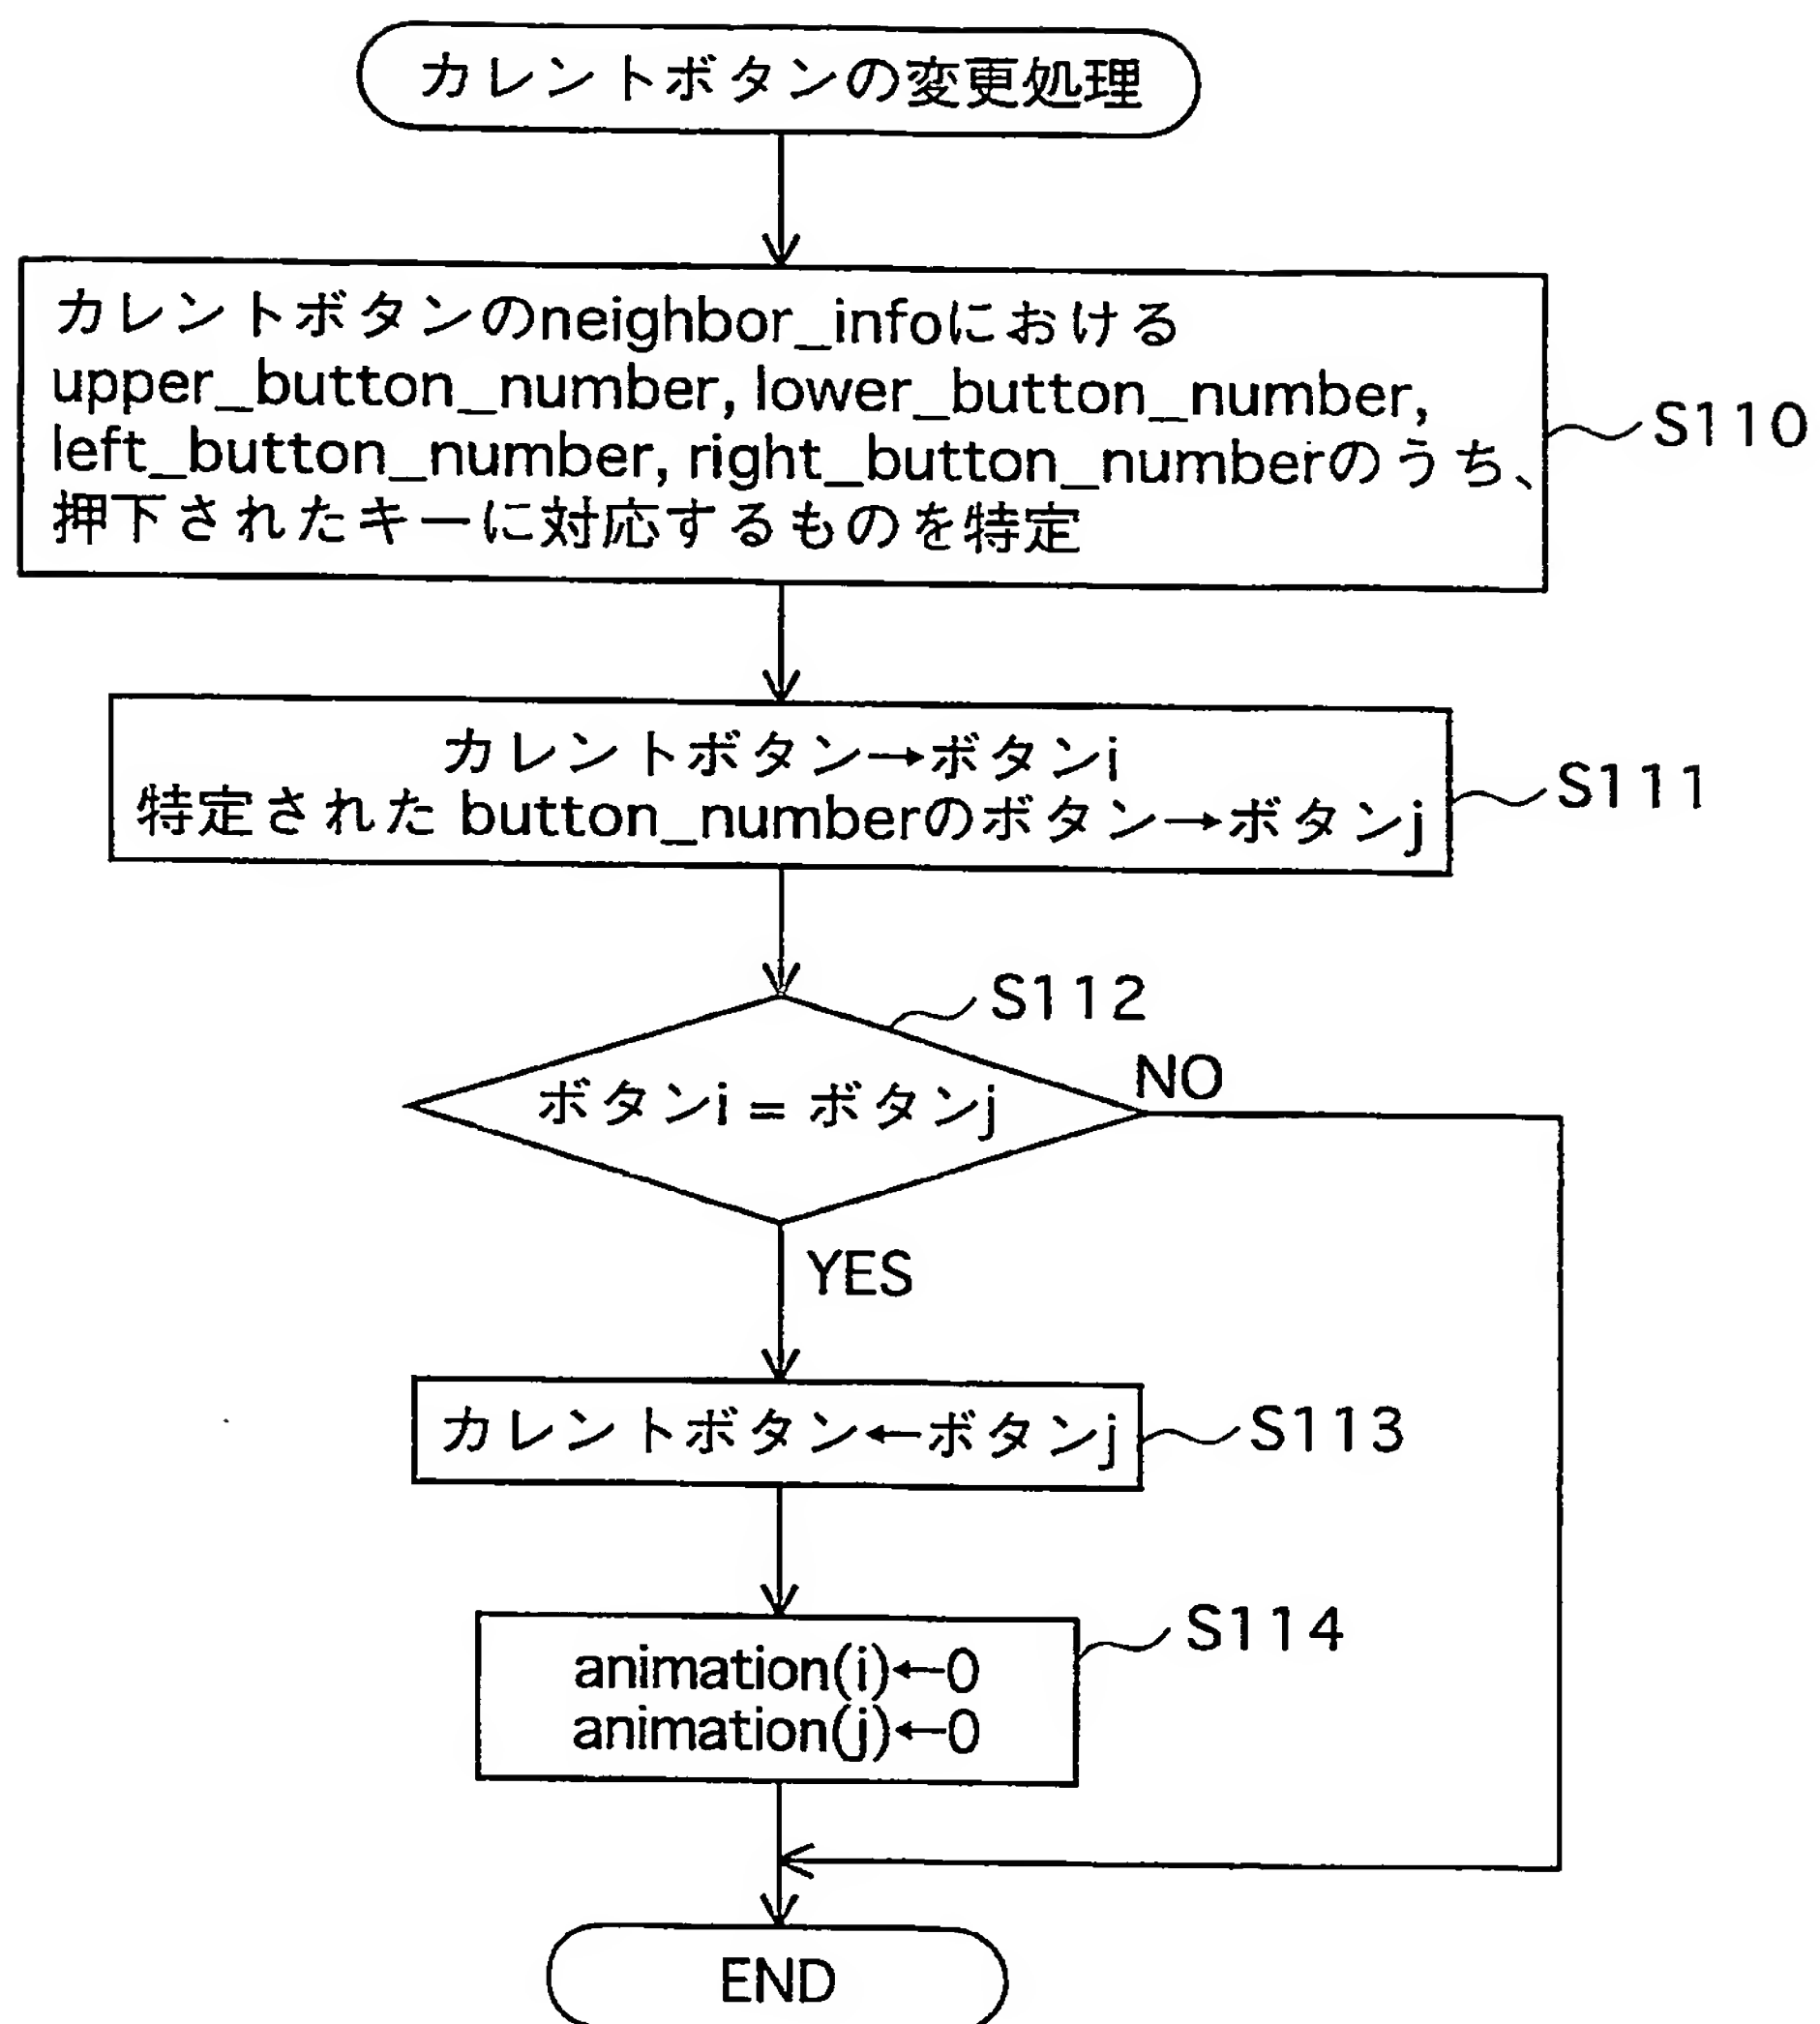 カレントボタンの変更処理
カレントボタンのneighbor_infoにおける
upper_button_number, lower_button_number,
left_button_number, right_button_numberのうち、
押下されたキーに対応するものを特定
S110
カレントボタン→ボタンi
特定された button_numberのボタン→ボタンj
S111
S112
ボタンi = ボタンj
NO
YES
カレントボタン←ボタンj
S113
animation(i)←0
animation(j)←0
S114
END